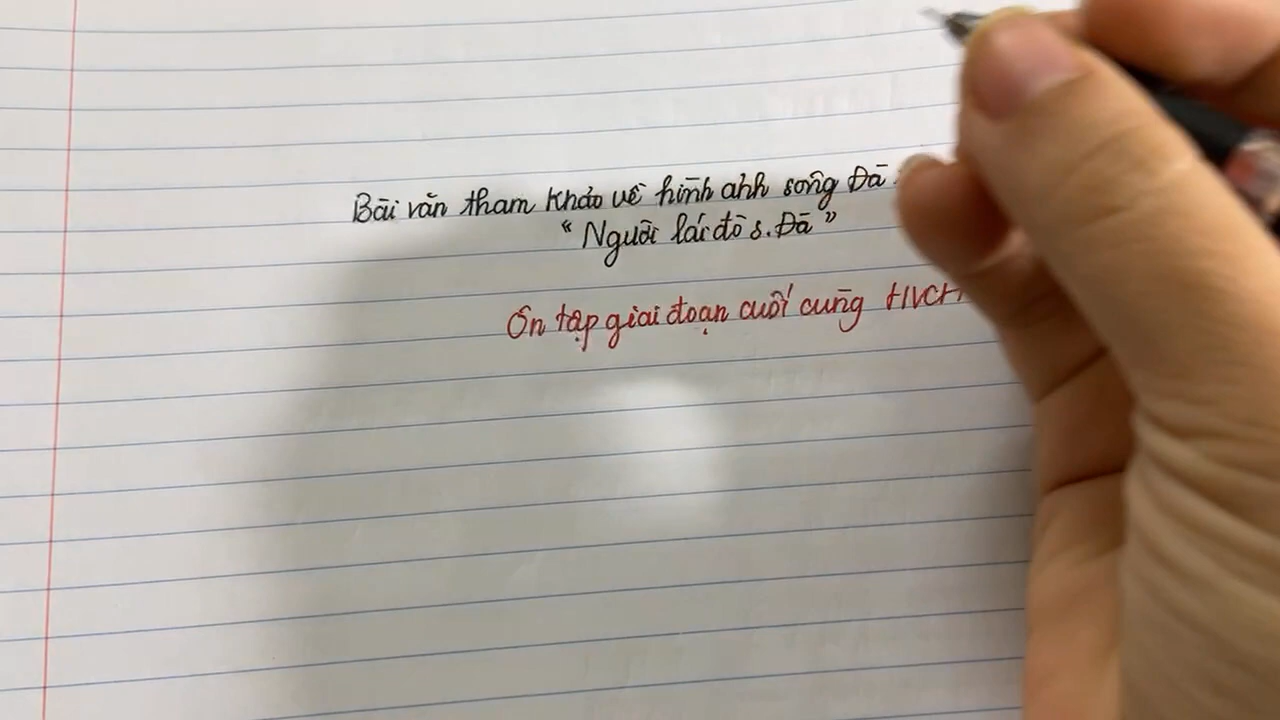 Bài văn tham khảo về hình ảnh sông Đà
“ Người lái đò s. Đà ”
Ôn tập giai đoạn cuối cùng